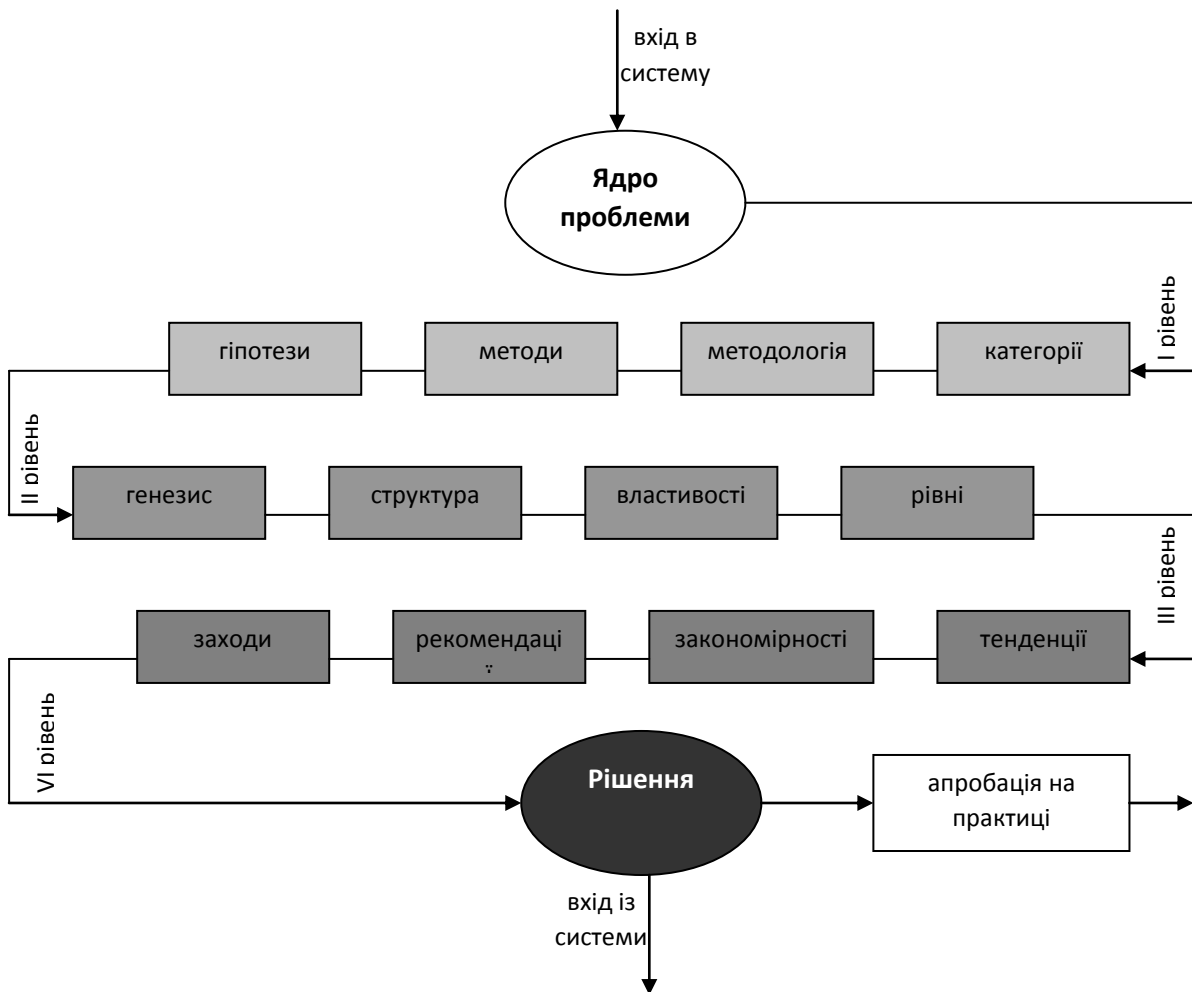 вхід в
систему
Ядро
проблеми
І рівень
гіпотези
методи
методологія
категорії
ІІ рівень
генезис
структура
властивості
рівні
ІІІ рівень
заходи
рекомендаці
ї
закономірності
тенденції
VI рівень
Рішення
апробація на
практиці
вхід із
системи